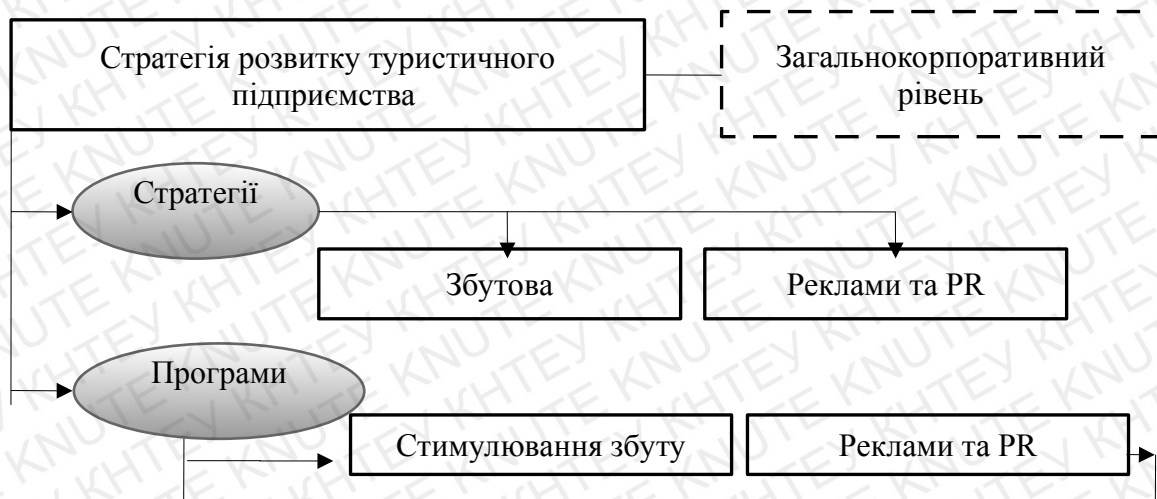 Стратегія розвитку туристичного
підприємства
Загальнокорпоративний
рівень
Стратегії
Збутова
Реклами та PR
Програми
Стимулювання збуту
Реклами та PR